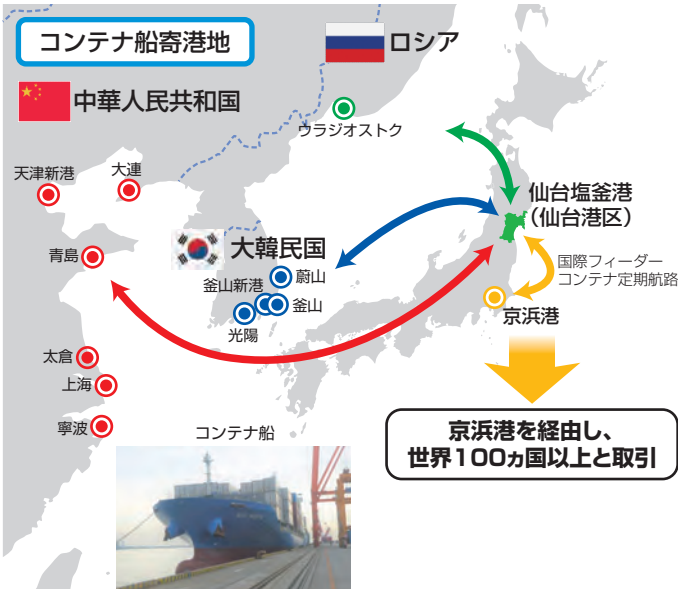 コンテナ船寄港地
ロシア
中華人民共和国
ウラジオストク
天津新港
大連
仙台塩釜港
(仙台港区)
青島
大韓民国
国際フィーダー
コンテナ定期航路
蔚山
釜山新港
釜山
光陽
京浜港
太倉
上海
寧波
京浜港を経由し、
世界100ヵ国以上と取引
コンテナ船